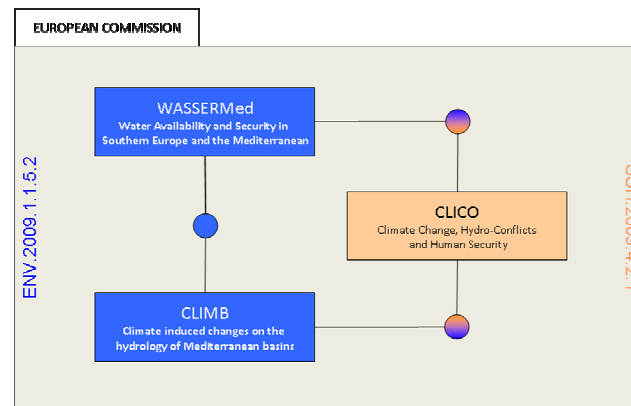 EUROPEAN COMMISSION
WASSERMed
Water Availability and Security in
Southern Europe and the Mediterranean
ENV.2009.1.1.5.2
CLICO
Climate Change, Hydro-Conflicts
and Human Security
CLIMB
Climate induced changes on the
hydrology of Mediterranean basins